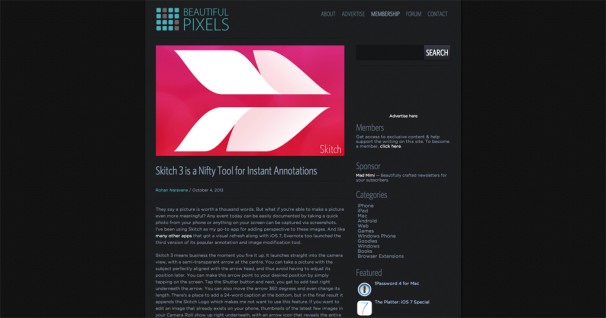 BEAUTIFUL
PIXELS
ABOUT ADVERTISE MEMBERSHIP FORUM CONTACT
SEARCH
Skitch
Advertise here
Members
Get access to exclusive content & help
support the writing on this site. To become
a member, click here.
Skitch 3 is a Nifty Tool for Instant Annotations
Sponsor
Mad Mimi – Beautifully crafted newsletters for
your subscribers.
/ October 4, 2013
Categories
iPhone
iPad
Mac
Android
Web
Games
Windows Phone
Goodies
Windows
Books
Browser Extensions
They say a picture is worth a thousand words. But what if you're able to make a picture
even more meaningful? Any event today can be easily documented by taking a quick
photo from your phone or anything on your screen can be captured via screenshots.
I've been using Skitch as my go-to app for adding perspective to these images. And like
many other apps that got a visual refresh along with iOS 7, Evernote too launched the
third version of its popular annotation and image modification tool.
Skitch 3 means business the moment you fire it up. It launches straight into the camera
view, with a semi-transparent arrow at the centre. You can take a picture with the
subject perfectly aligned with the arrow head, and thus avoid having to adjust its
position later. You can make this arrow point to your desired position by simply
tapping on the screen. Tap the Shutter button and next, you get to add text right
underneath the arrow. You can also move the arrow 360 degrees and even change its
length. There's a place to add a 24-word caption at the bottom, but in the final result it
appends the Skitch Logo which makes me not want to use this feature. If you want to
edit an image that already exists on your phone, thumbnails of the latest few images in
your Camera Roll show up right underneath, with an arrow icon that reveals the entire
Featured
1Password 4 for Mac
The Platter: iOS 7 Special